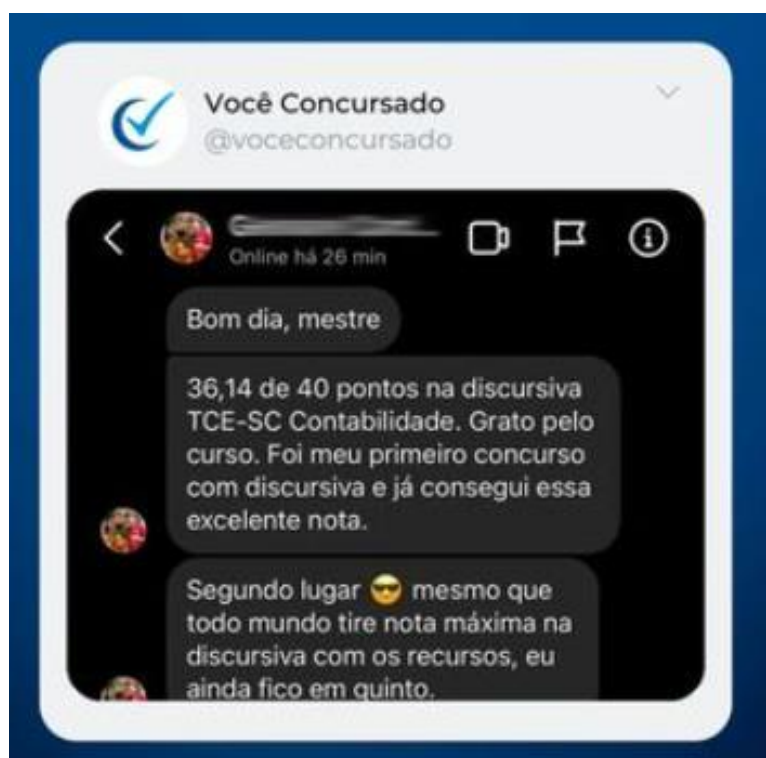 Você Concursado
@voceconcursado
Online há 26 min
Bom dia, mestre
36,14 de 40 pontos na discursiva
TCE-SC Contabilidade. Grato pelo
curso. Foi meu primeiro concurso
com discursiva e já consegui essa
excelente nota.
Segundo lugar 😎 mesmo que
todo mundo tire nota máxima na
discursiva com os recursos, eu
ainda fico em quinto.